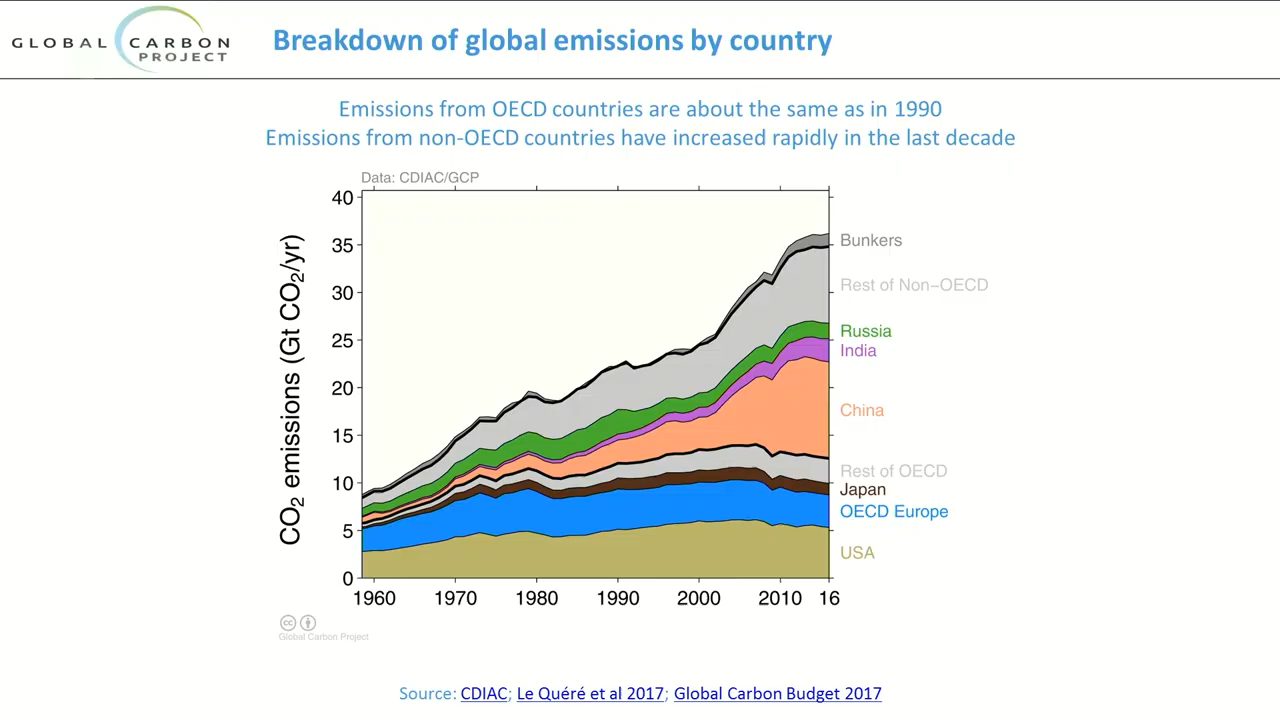 GLOBAL CARBON
PROJECT
Breakdown of global emissions by country
Emissions from OECD countries are about the same as in 1990
Emissions from non-OECD countries have increased rapidly in the last decade
Data: CDIAC/GCP
CO₂ emissions (Gt CO₂/yr)
40
35
30
25
20
15
10
5
0
1960 1970 1980 1990 2000 2010 16
Bunkers
Rest of Non−OECD
Russia
India
China
Rest of OECD
Japan
OECD Europe
USA
cc
Global Carbon Project
Source: CDIAC; Le Quéré et al 2017; Global Carbon Budget 2017